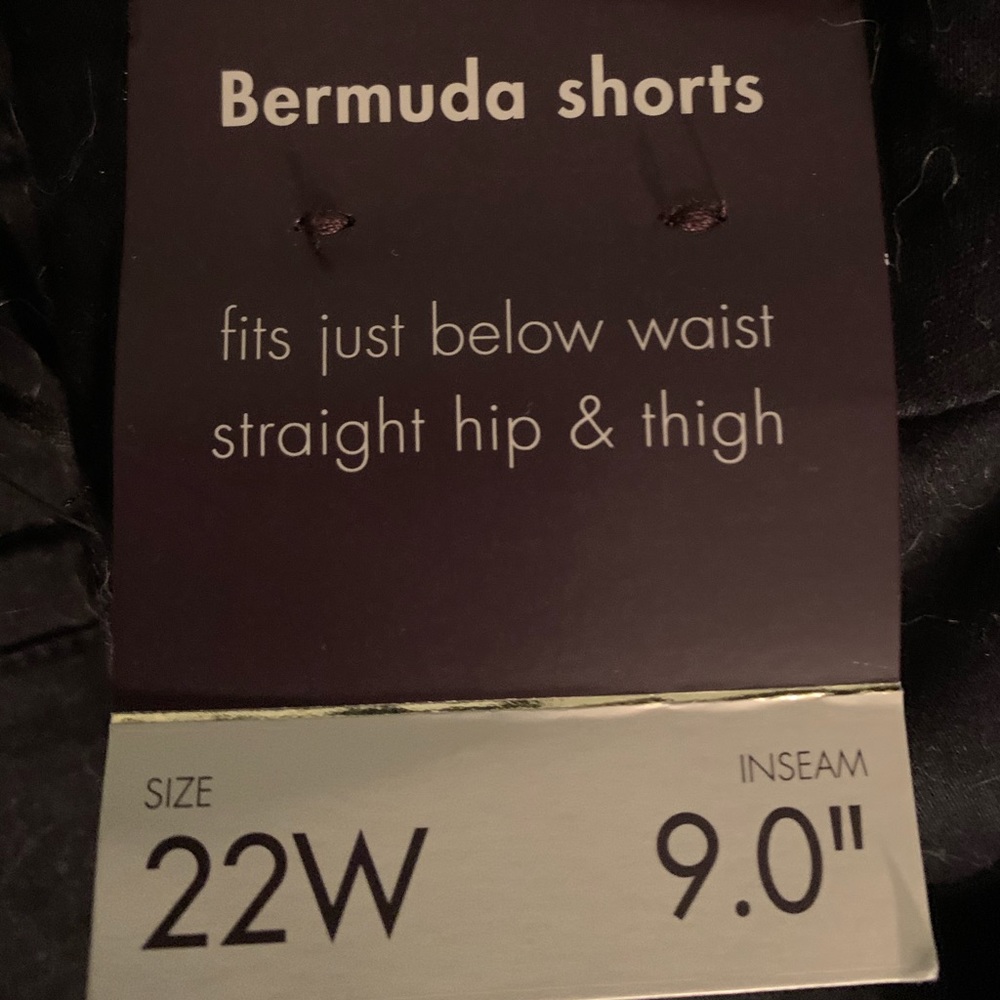 Bermuda shorts
fits just below waist
straight hip & thigh
SIZE
INSEAM
22W
9.0"